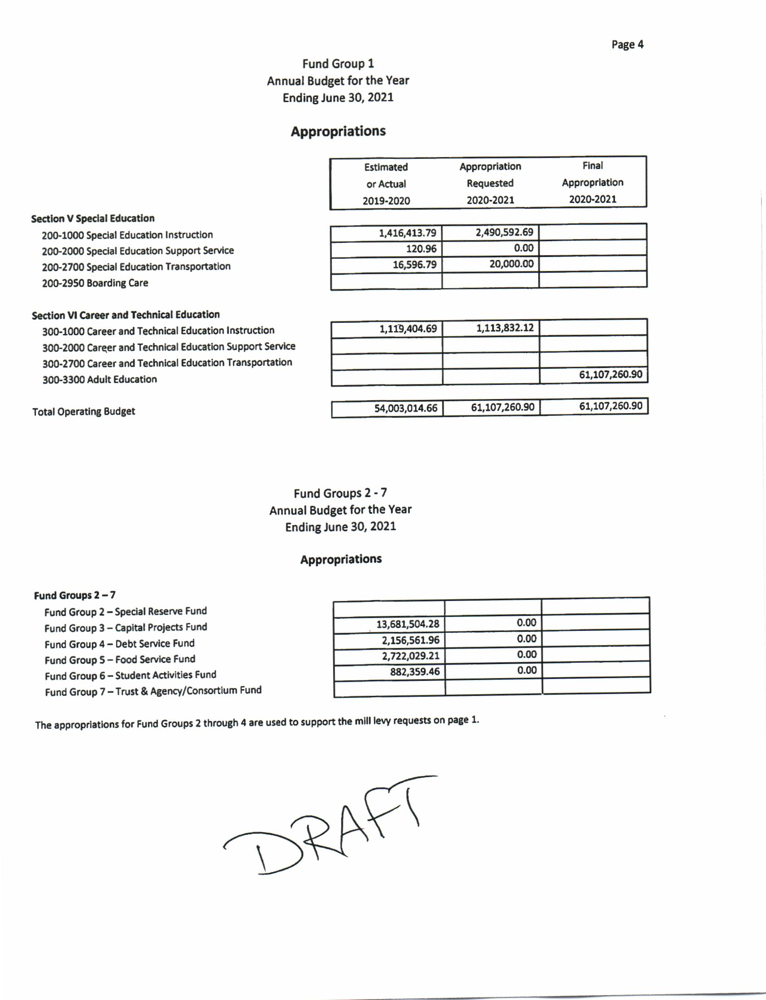 Page 4
Fund Group 1
Annual Budget for the Year
Ending June 30, 2021
Appropriations
Estimated Appropriation Final
or Actual Requested Appropriation
2019-2020 2020-2021 2020-2021
Section V Special Education
200-1000 Special Education Instruction 1,416,413.79 2,490,592.69
200-2000 Special Education Support Service 120.96 0.00
200-2700 Special Education Transportation 16,596.79 20,000.00
200-2950 Boarding Care
Section VI Career and Technical Education
300-1000 Career and Technical Education Instruction 1,119,404.69 1,113,832.12
300-2000 Career and Technical Education Support Service
300-2700 Career and Technical Education Transportation
300-3300 Adult Education 61,107,260.90
Total Operating Budget 54,003,014.66 61,107,260.90 61,107,260.90
Fund Groups 2 - 7
Annual Budget for the Year
Ending June 30, 2021
Appropriations
Fund Groups 2 – 7
Fund Group 2 – Special Reserve Fund
Fund Group 3 – Capital Projects Fund 13,681,504.28 0.00
Fund Group 4 – Debt Service Fund 2,156,561.96 0.00
Fund Group 5 – Food Service Fund 2,722,029.21 0.00
Fund Group 6 – Student Activities Fund 882,359.46 0.00
Fund Group 7 – Trust & Agency/Consortium Fund
The appropriations for Fund Groups 2 through 4 are used to support the mill levy requests on page 1.
DRAFT